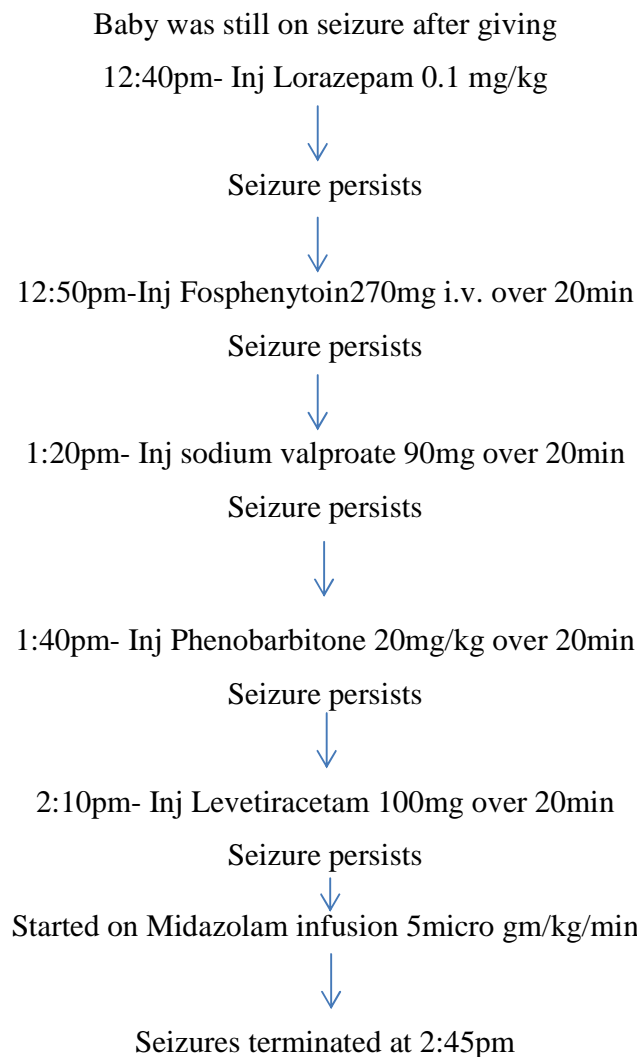 Baby was still on seizure after giving
12:40pm- Inj Lorazepam 0.1 mg/kg
Seizure persists
12:50pm-Inj Fosphenytoin270mg i.v. over 20min
Seizure persists
1:20pm- Inj sodium valproate 90mg over 20min
Seizure persists
1:40pm- Inj Phenobarbitone 20mg/kg over 20min
Seizure persists
2:10pm- Inj Levetiracetam 100mg over 20min
Seizure persists
Started on Midazolam infusion 5micro gm/kg/min
Seizures terminated at 2:45pm